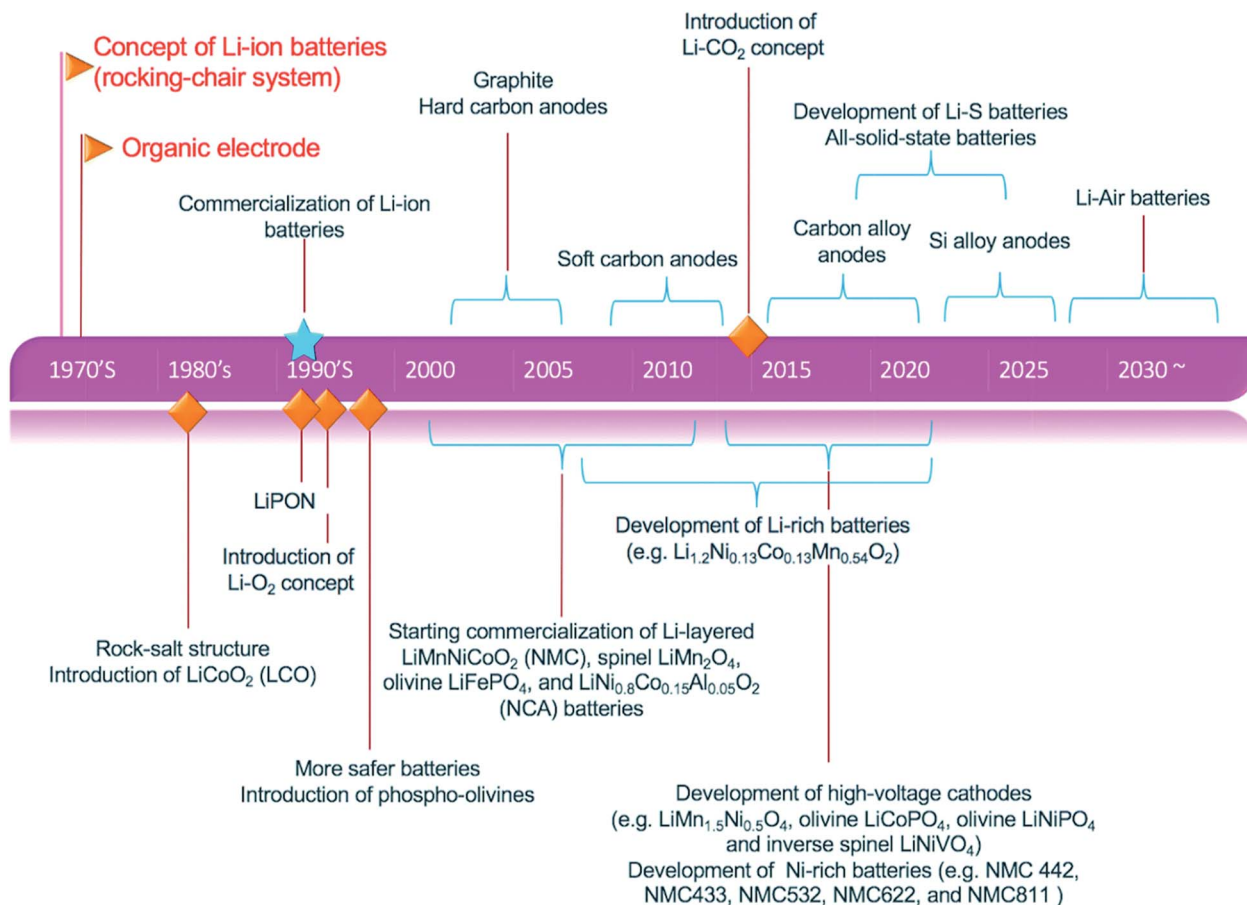 Concept of Li-ion batteries
(rocking-chair system)
Organic electrode
Commercialization of Li-ion
batteries
Graphite
Hard carbon anodes
Soft carbon anodes
Introduction of
Li-CO₂ concept
Development of Li-S batteries
All-solid-state batteries
Carbon alloy
anodes
Si alloy anodes
Li-Air batteries
1970'S
1980's
1990'S
2000
2005
2010
2015
2020
2025
2030 ~
LiPON
Introduction of
Li-O₂ concept
Rock-salt structure
Introduction of LiCoO₂ (LCO)
More safer batteries
Introduction of phospho-olivines
Starting commercialization of Li-layered
LiMnNiCoO₂ (NMC), spinel LiMn₂O₄,
olivine LiFePO₄, and LiNi₀.₈Co₀.₁₅Al₀.₀₅O₂
(NCA) batteries
Development of Li-rich batteries
(e.g. Li₁.₂Ni₀.₁₃Co₀.₁₃Mn₀.₅₄O₂)
Development of high-voltage cathodes
(e.g. LiMn₁.₅Ni₀.₅O₄, olivine LiCoPO₄, olivine LiNiPO₄
and inverse spinel LiNiVO₄)
Development of Ni-rich batteries (e.g. NMC 442,
NMC433, NMC532, NMC622, and NMC811 )